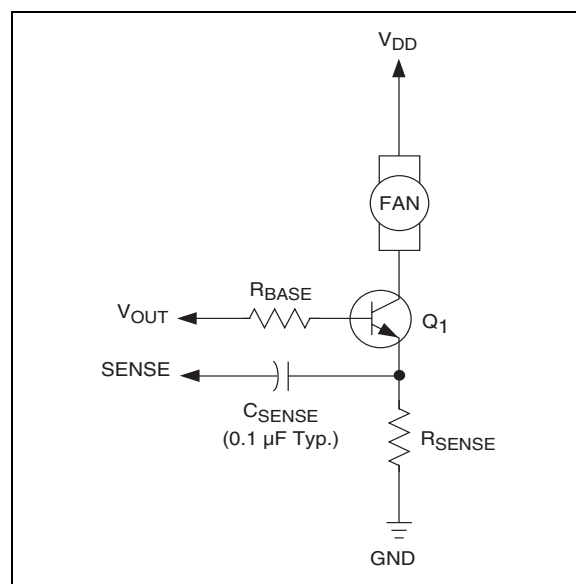 VDD
FAN
RBASE
VOUT
Q1
SENSE
CSENSE
(0.1 µF Typ.)
RSENSE
GND